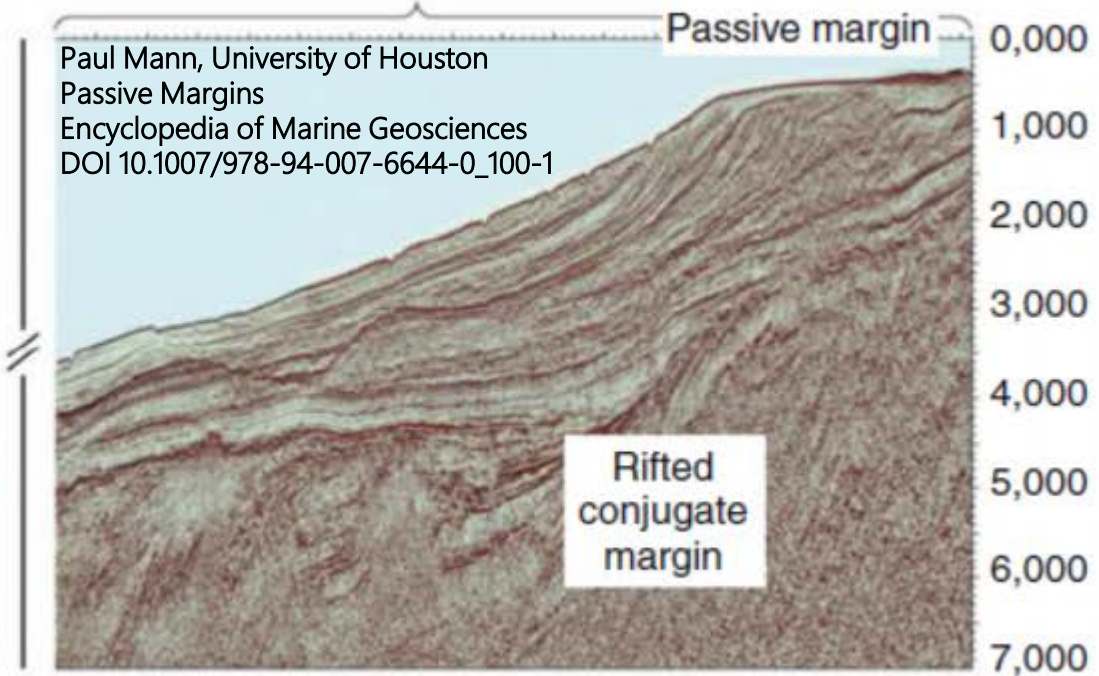 Passive margin
Paul Mann, University of Houston
Passive Margins
Encyclopedia of Marine Geosciences
DOI 10.1007/978-94-007-6644-0_100-1
0,000
1,000
2,000
3,000
4,000
5,000
6,000
7,000
Rifted
conjugate
margin